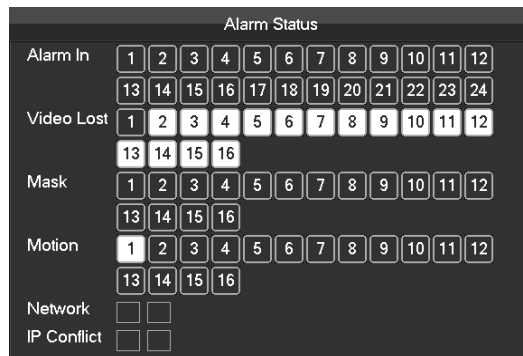 Alarm Status
Alarm In 1 2 3 4 5 6 7 8 9 10 11 12
13 14 15 16 17 18 19 20 21 22 23 24
Video Lost 1 2 3 4 5 6 7 8 9 10 11 12
13 14 15 16
Mask 1 2 3 4 5 6 7 8 9 10 11 12
13 14 15 16
Motion 1 2 3 4 5 6 7 8 9 10 11 12
13 14 15 16
Network
IP Conflict